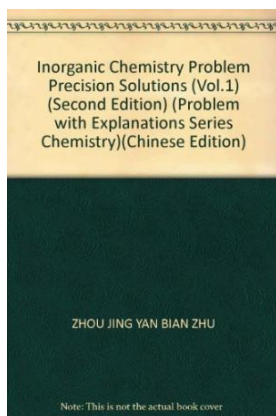 Inorganic Chemistry Problem
Precision Solutions (Vol.1)
(Second Edition) (Problem
with Explanations Series
Chemistry)(Chinese Edition)
ZHOU JING YAN BIAN ZHU
Note: This is not the actual book cover